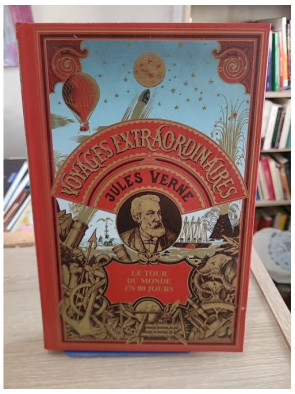 VOYAGES EXTRAORDINAIRES
JULES VERNE
LE TOUR
DU MONDE
EN 80 JOURS